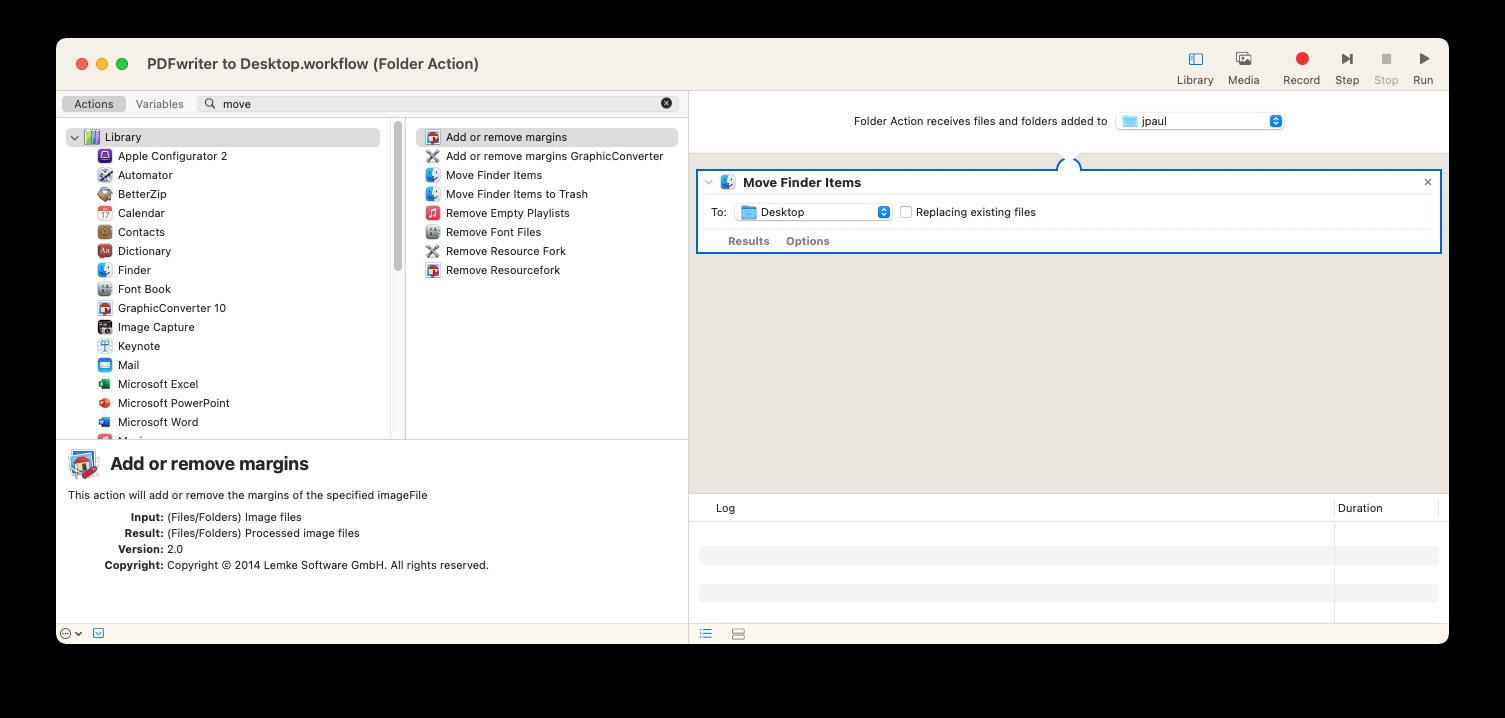 PDFwriter to Desktop.workflow (Folder Action)
Library
Media
Record
Step
Stop
Run
Actions
Variables
move
Library
Apple Configurator 2
Automator
BetterZip
Calendar
17
Contacts
Dictionary
Aa
Finder
Font Book
GraphicConverter 10
Image Capture
Keynote
Mail
Microsoft Excel
Microsoft PowerPoint
Microsoft Word
Add or remove margins
Add or remove margins GraphicConverter
Move Finder Items
Move Finder Items to Trash
Remove Empty Playlists
Remove Font Files
Remove Resource Fork
Remove Resourcefork
Add or remove margins
This action will add or remove the margins of the specified imageFile
Input: (Files/Folders) Image files
Result: (Files/Folders) Processed image files
Version: 2.0
Copyright: Copyright © 2014 Lemke Software GmbH. All rights reserved.
Folder Action receives files and folders added to
jpaul
Move Finder Items
To:
Desktop
Replacing existing files
Results
Options
Log
Duration